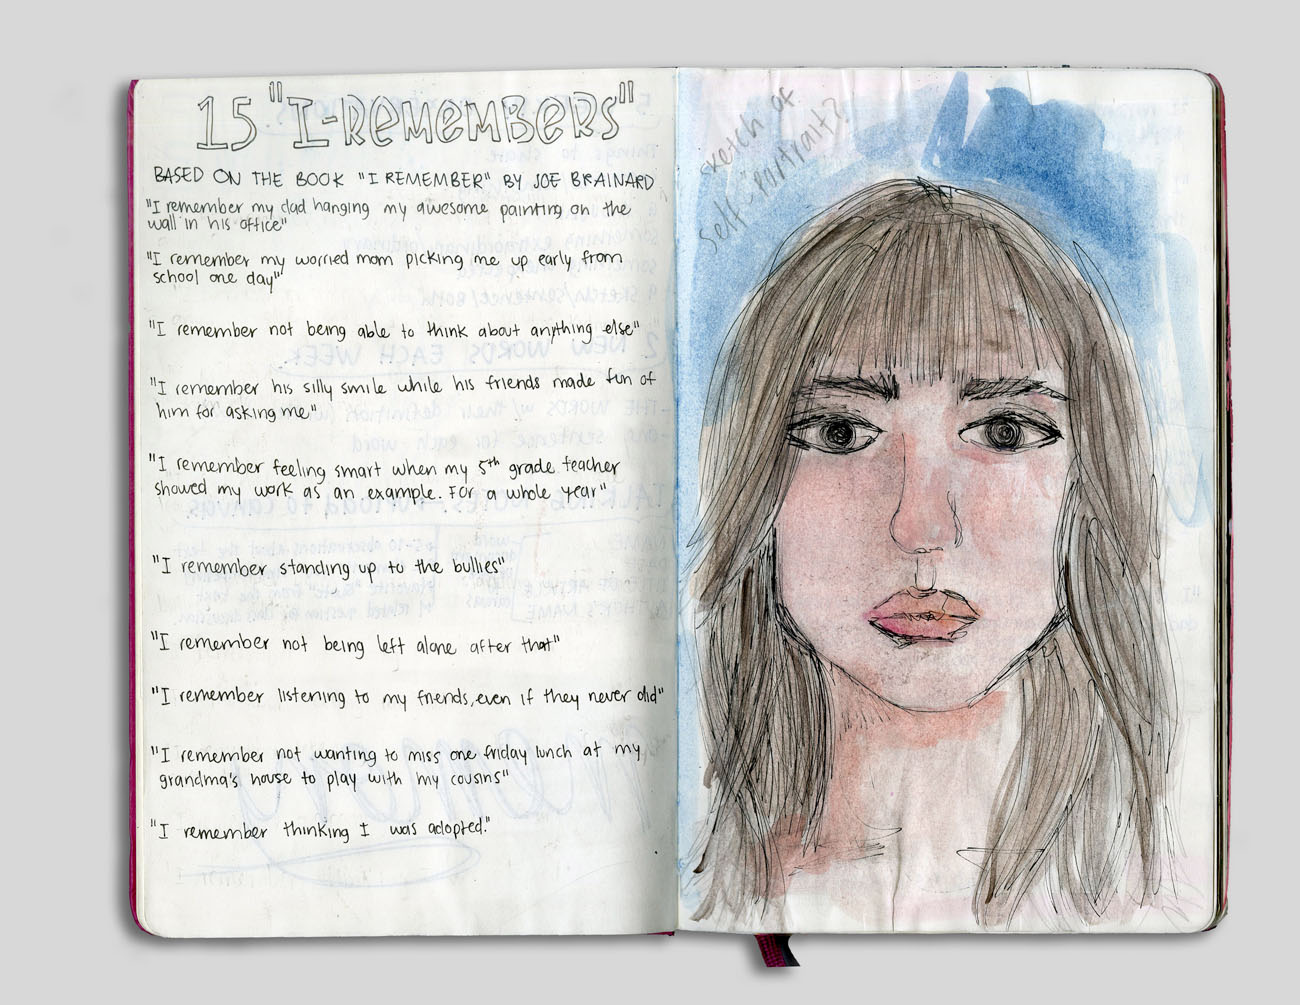 15 "I-REMEMBERS"
BASED ON THE BOOK "I REMEMBER" BY JOE BRAINARD
"I remember my dad hanging my awesome painting on the
wall in his office"
"I remember my worried mom picking me up early from
school one day"
"I remember not being able to think about anything else"
"I remember his silly smile while his friends made fun of
him for asking me"
"I remember feeling smart when my 5th grade teacher
showed my work as an example. For a whole year"
"I remember standing up to the bullies"
"I remember not being left alone after that"
"I remember listening to my friends, even if they never did"
"I remember not wanting to miss one friday lunch at my
grandma's house to play with my cousins"
"I remember thinking I was adopted."
sketch of
self-portrait?